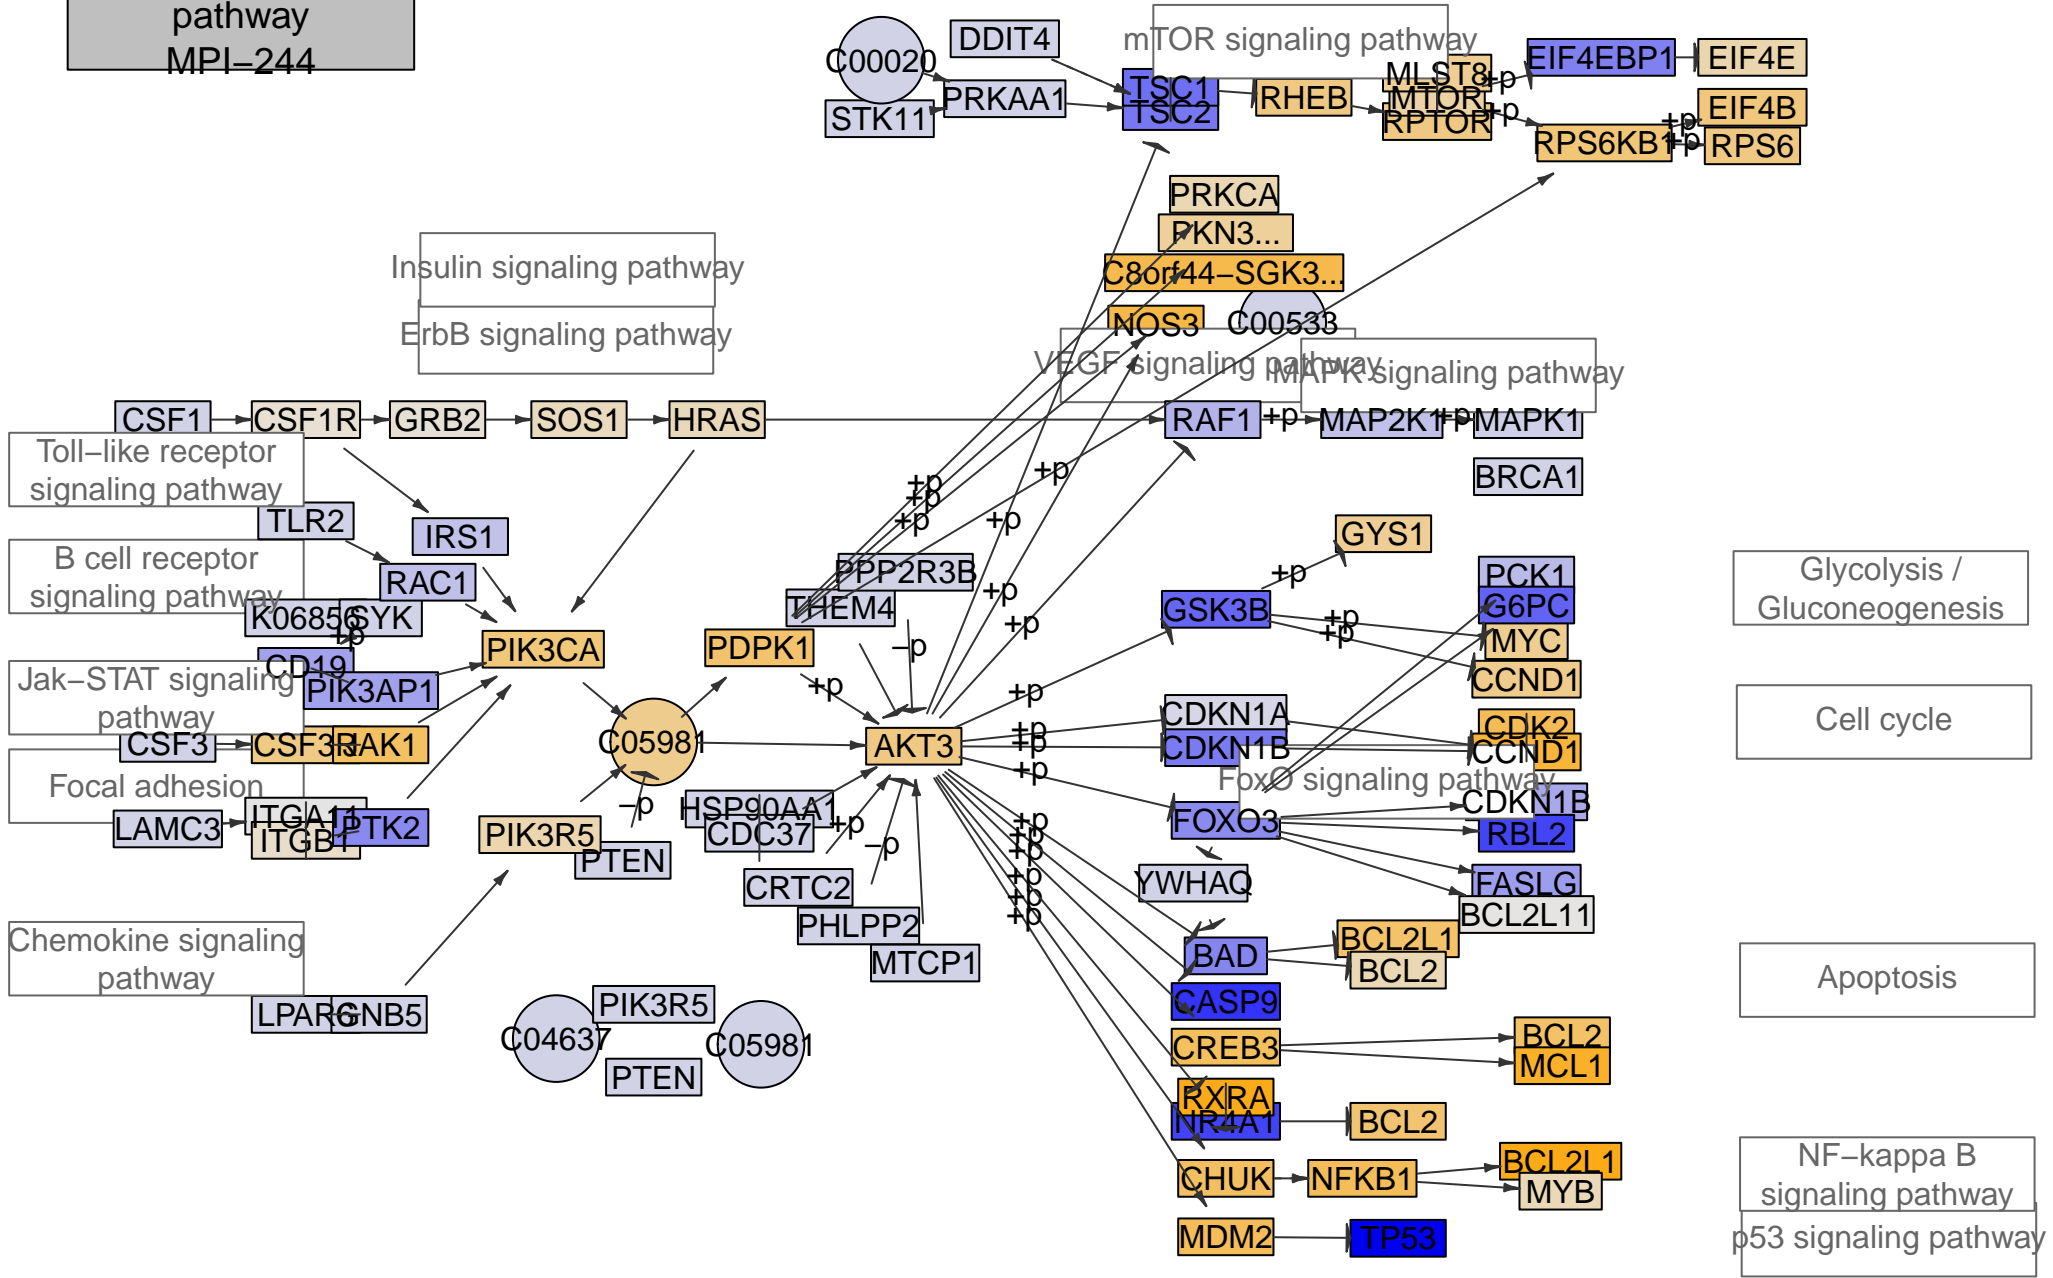 pathway
MPI−244
C00020
DDIT4
mTOR signaling pathway
STK11
PRKAA1
TSC1
TSC2
RHEB
MLST8
MTOR
RPTOR
+p
+p
EIF4EBP1
EIF4E
RPS6KB1
+p
+p
EIF4B
RPS6
PRKCA
PKN3...
C8orf44−SGK3...
NOS3
C00533
Insulin signaling pathway
ErbB signaling pathway
VEGF signaling pathway
MAPK signaling pathway
CSF1
CSF1R
GRB2
SOS1
HRAS
RAF1
+p
MAP2K1
+p
MAPK1
BRCA1
Toll−like receptor
signaling pathway
TLR2
IRS1
RAC1
B cell receptor
signaling pathway
K06856
SYK
+p
CD19
PIK3AP1
PIK3CA
PDPK1
THEM4
PPP2R3B
+p
+p
+p
+p
+p
+p
+p
−p
+p
+p
GYS1
+p
GSK3B
+p
+p
PCK1
G6PC
MYC
CCND1
Glycolysis /
Gluconeogenesis
Jak−STAT signaling
pathway
CSF3
JAK1
C05981
AKT3
+p
+p
+p
CDKN1A
CDKN1B
CDK2
CCND1
Cell cycle
FoxO signaling pathway
Focal adhesion
LAMC3
ITGA11
ITGB1
PTK2
PIK3R5
−p
PTEN
HSP90AA1
CDC37
+p
−p
CRTC2
PHLPP2
MTCP1
+p
+p
+p
+p
+p
+p
FOXO3
CDKN1B
RBL2
FASLG
BCL2L11
YWHAQ
BAD
BCL2L1
BCL2
Apoptosis
Chemokine signaling
pathway
LPAR6
GNB5
C04637
PIK3R5
PTEN
C05981
CASP9
CREB3
BCL2
MCL1
RXRA
NR4A1
BCL2
CHUK
NFKB1
BCL2L1
MYB
NF−kappa B
signaling pathway
MDM2
TP53
p53 signaling pathway